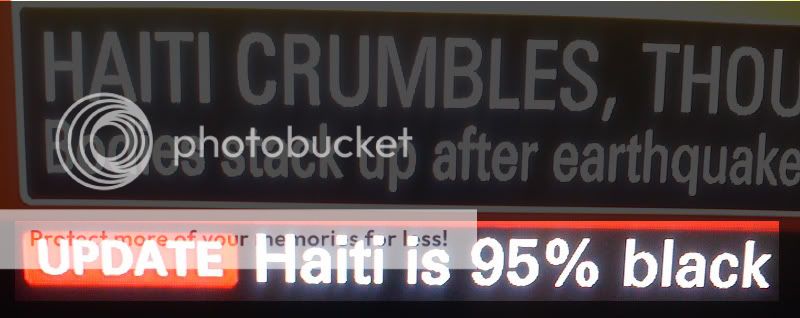 HAITI CRUMBLES, THOU
Bodies stack up after earthquake
photobucket
Protect more of your memories for less!
UPDATE Haiti is 95% black